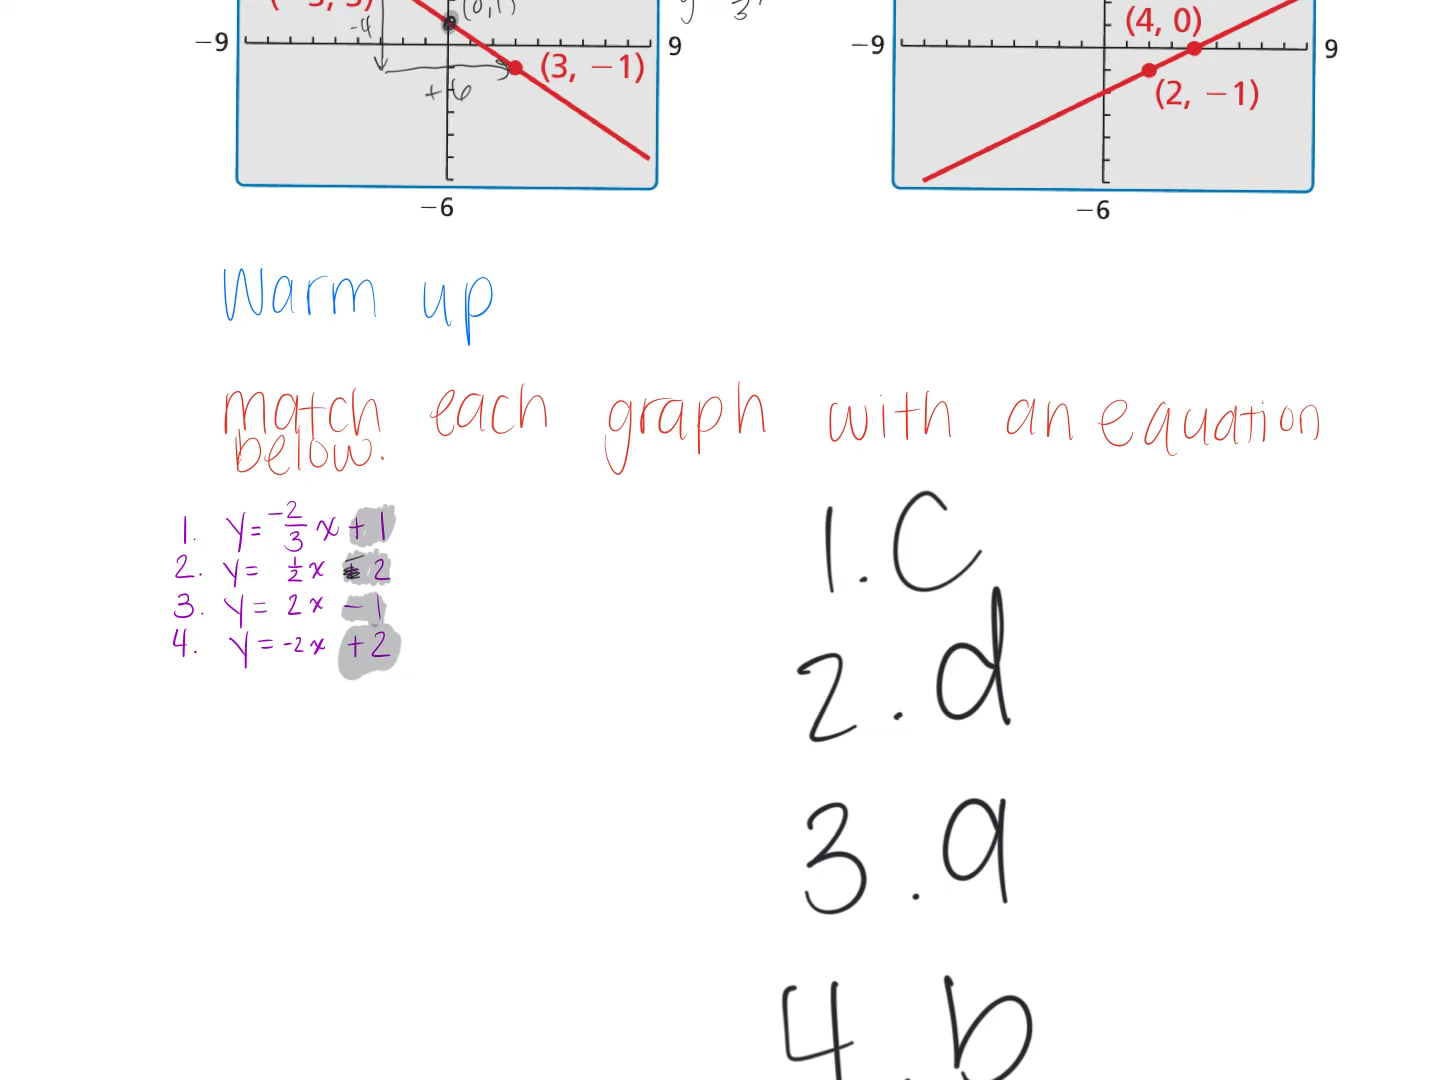 -4 (0,1)
−9 9 (3, −1)
+6
−6
(4, 0)
−9 9
(2, −1)
−6
Warm up
match each graph with an equation
below.
1. y = -2/3 x + 1
2. y = 1/2 x - 2
3. y = 2x - 1
4. y = -2x + 2
1. C
2. d
3. a
4. b